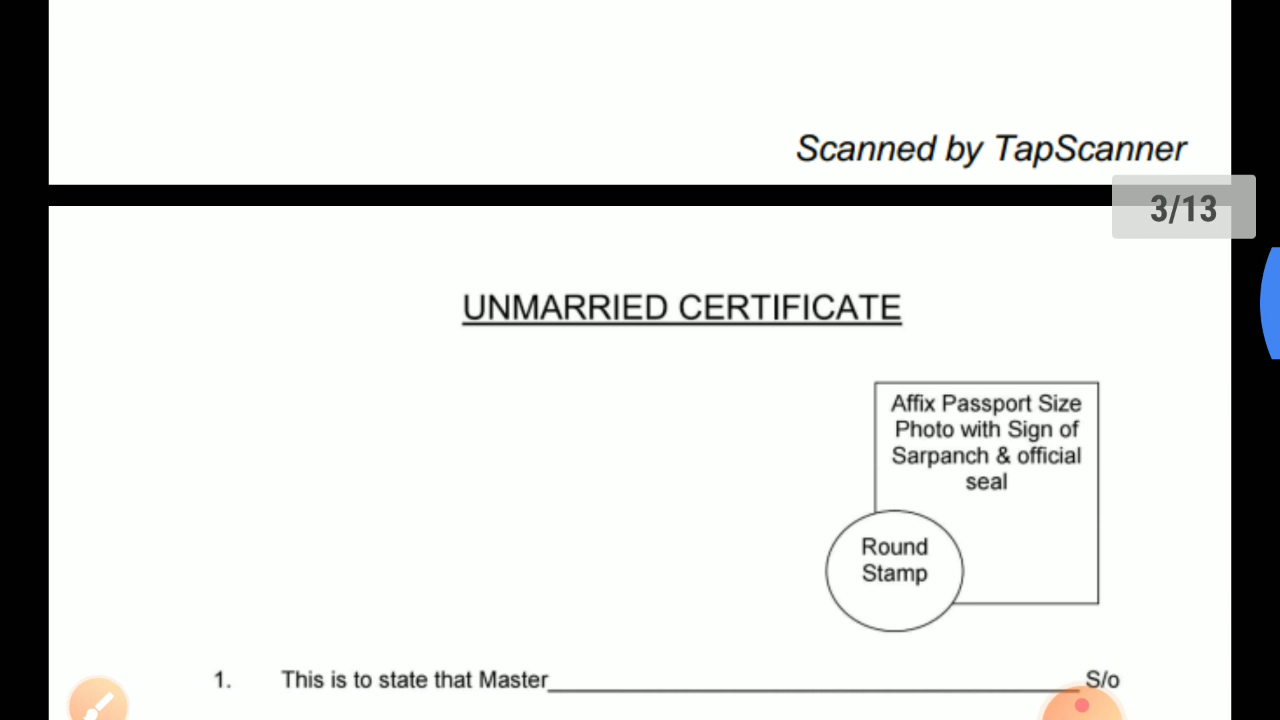 Scanned by TapScanner
3/13
UNMARRIED CERTIFICATE
Affix Passport Size
Photo with Sign of
Sarpanch & official
seal
Round
Stamp
1. This is to state that Master_______________ S/o